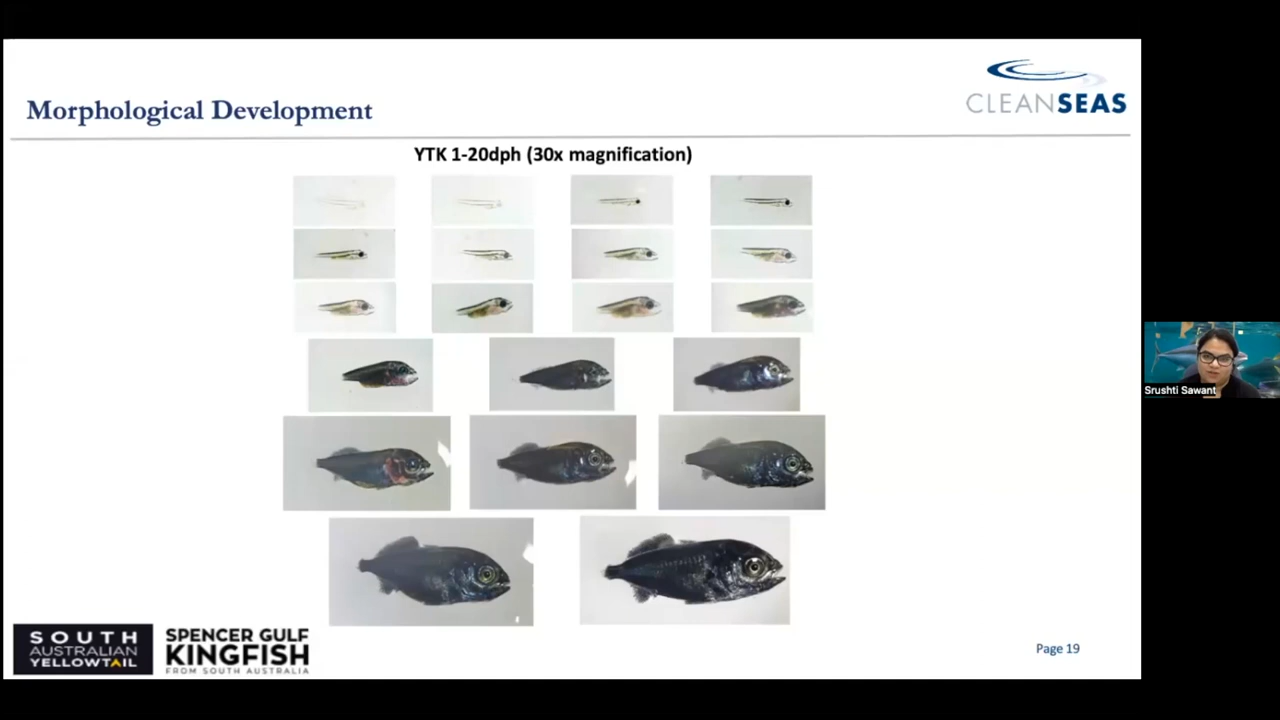 Morphological Development
CLEANSEAS
YTK 1-20dph (30x magnification)
Srushti Sawant
SOUTH
AUSTRALIAN
YELLOWTAIL
SPENCER GULF
KINGFISH
FROM SOUTH AUSTRALIA
Page 19